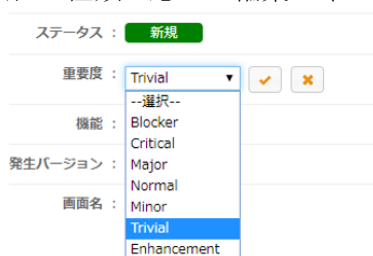 ステータス : 新規
重要度 : Trivial
--選択--
機能 : Blocker
Critical
発生バージョン : Major
Normal
画面名 : Minor
Trivial
Enhancement